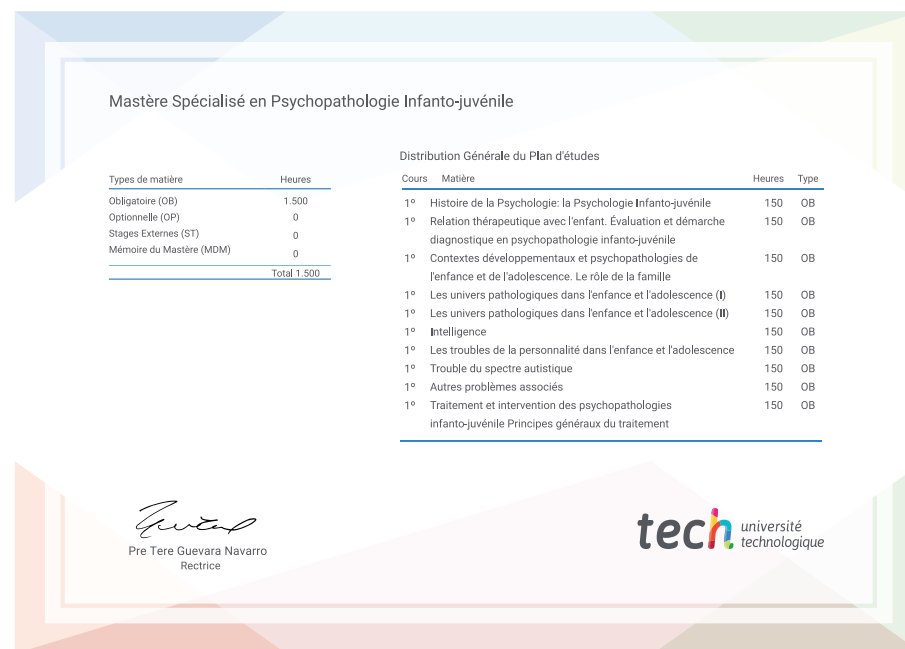 Mastère Spécialisé en Psychopathologie Infanto-juvénile
Types de matière Heures
Obligatoire (OB) 1.500
Optionnelle (OP) 0
Stages Externes (ST) 0
Mémoire du Mastère (MDM) 0
Total 1.500
Distribution Générale du Plan d'études
Cours Matière Heures Type
1º Histoire de la Psychologie: la Psychologie Infanto-juvénile 150 OB
1º Relation thérapeutique avec l'enfant. Évaluation et démarche 150 OB
diagnostique en psychopathologie infanto-juvénile
1º Contextes développementaux et psychopathologies de 150 OB
l'enfance et de l'adolescence. Le rôle de la famille
1º Les univers pathologiques dans l'enfance et l'adolescence (I) 150 OB
1º Les univers pathologiques dans l'enfance et l'adolescence (II) 150 OB
1º Intelligence 150 OB
1º Les troubles de la personnalité dans l'enfance et l'adolescence 150 OB
1º Trouble du spectre autistique 150 OB
1º Autres problèmes associés 150 OB
1º Traitement et intervention des psychopathologies 150 OB
infanto-juvénile Principes généraux du traitement
Pre Tere Guevara Navarro
Rectrice
tech université
technologique